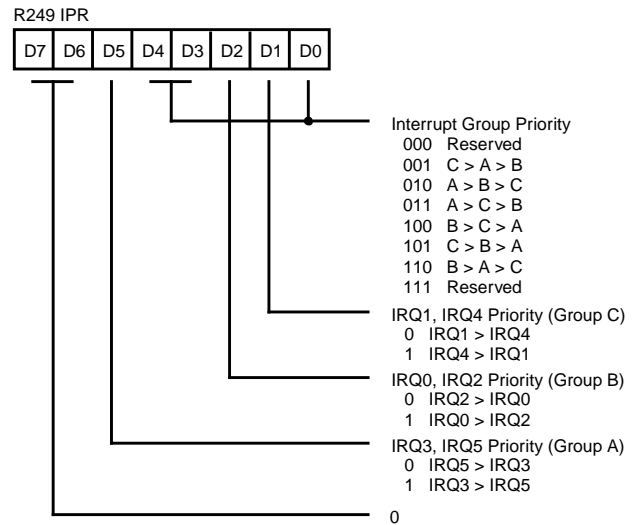 R249 IPR
D7 D6 D5 D4 D3 D2 D1 D0
Interrupt Group Priority
000 Reserved
001 C > A > B
010 A > B > C
011 A > C > B
100 B > C > A
101 C > B > A
110 B > A > C
111 Reserved
IRQ1, IRQ4 Priority (Group C)
0 IRQ1 > IRQ4
1 IRQ4 > IRQ1
IRQ0, IRQ2 Priority (Group B)
0 IRQ2 > IRQ0
1 IRQ0 > IRQ2
IRQ3, IRQ5 Priority (Group A)
0 IRQ5 > IRQ3
1 IRQ3 > IRQ5
0